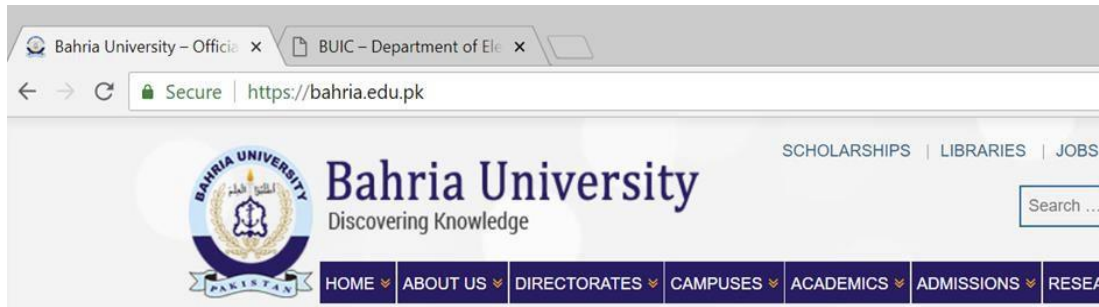 Bahria University – Officia
BUIC – Department of Ele
Secure | https://bahria.edu.pk
SCHOLARSHIPS | LIBRARIES | JOBS
BAHRIA UNIVERSITY
PAKISTAN
Bahria University
Discovering Knowledge
Search ...
HOME ABOUT US DIRECTORATES CAMPUSES ACADEMICS ADMISSIONS RESEA